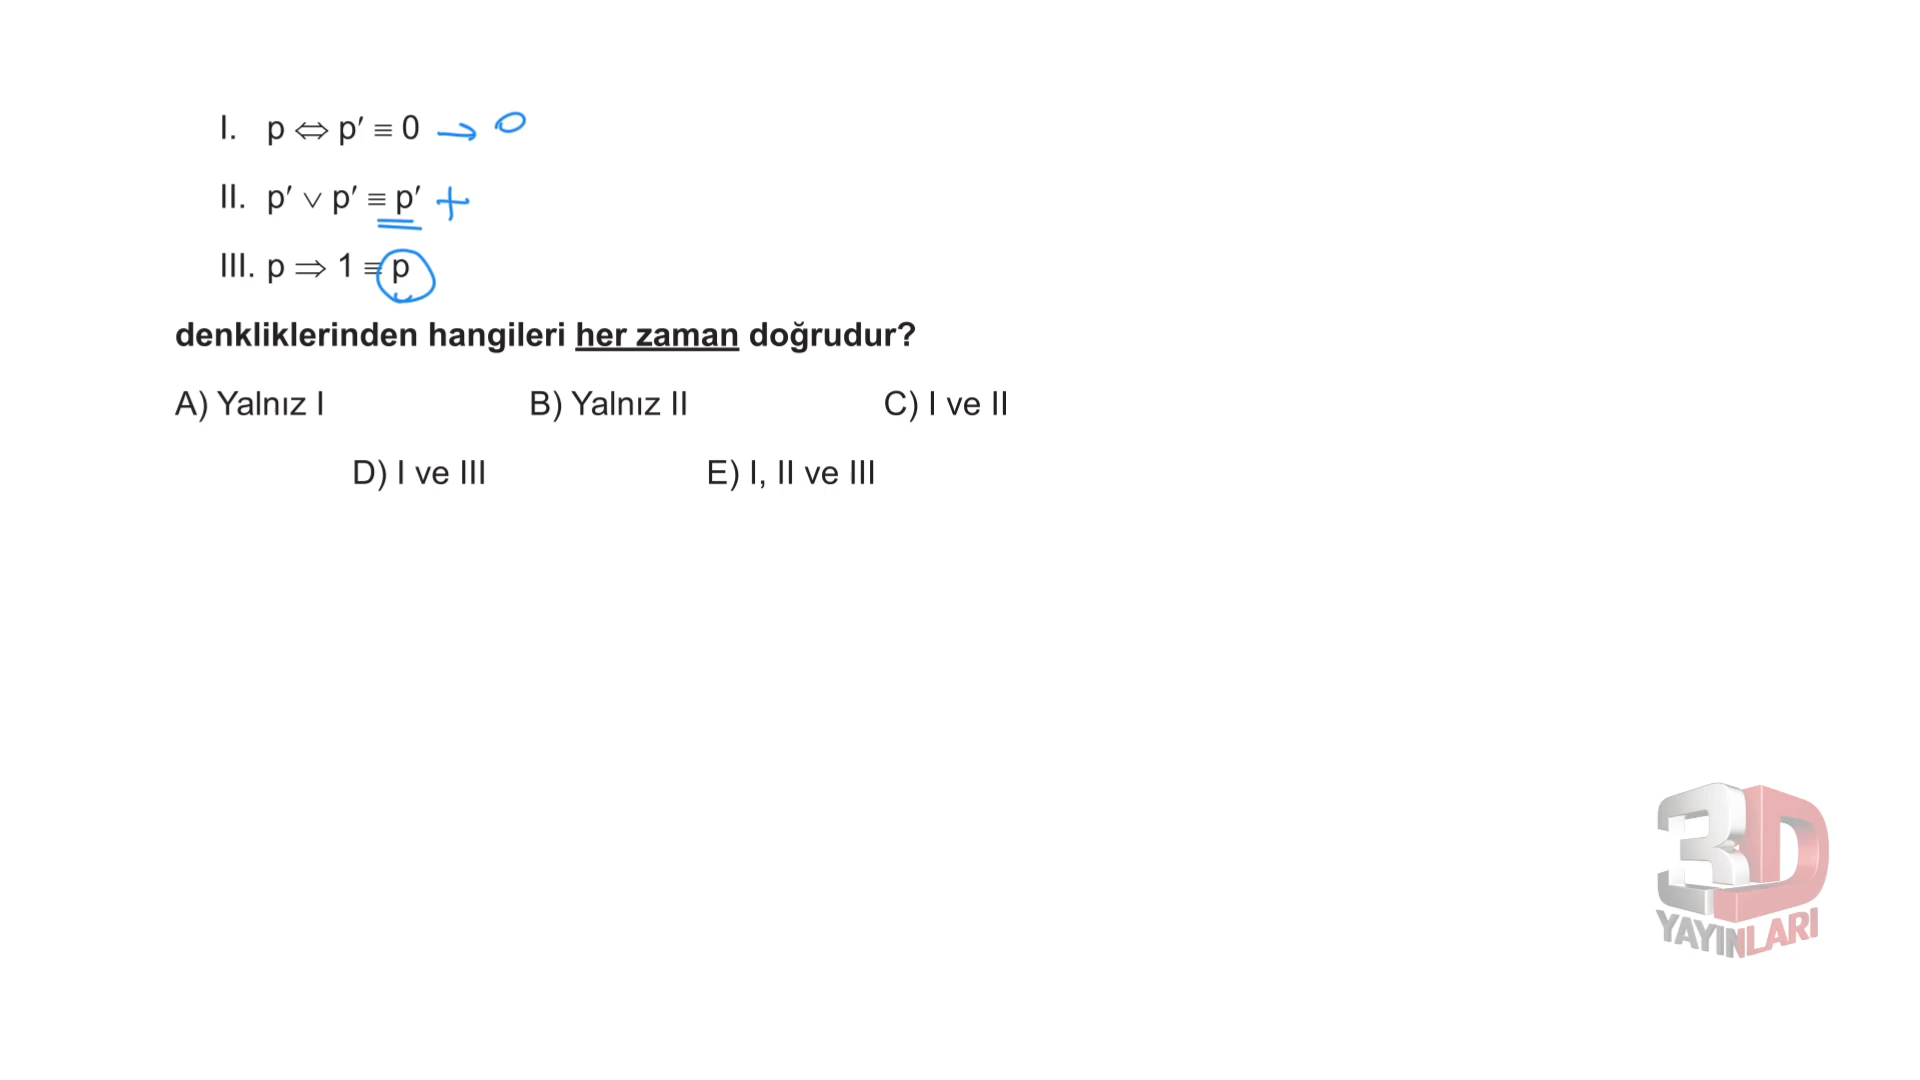 I. p ⇔ p′ ≡ 0 → 0
II. p′ ∨ p′ ≡ p′ +
III. p ⇒ 1 ≡ p
denkliklerinden hangileri her zaman doğrudur?
A) Yalnız I B) Yalnız II C) I ve II
D) I ve III E) I, II ve III
3D
YAYINLARI